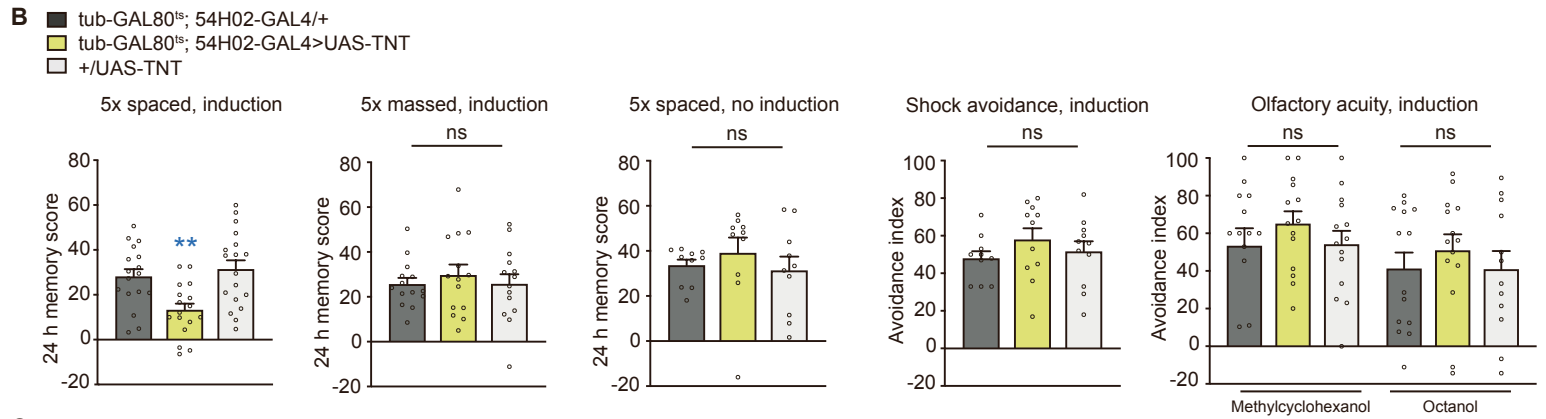 B
tub-GAL80ts; 54H02-GAL4/+
tub-GAL80ts; 54H02-GAL4>UAS-TNT
+/UAS-TNT
5x spaced, induction
24 h memory score
80
60
40
20
0
-20
**
5x massed, induction
ns
24 h memory score
80
60
40
20
0
-20
5x spaced, no induction
ns
24 h memory score
80
60
40
20
0
-20
Shock avoidance, induction
ns
Avoidance index
100
80
60
40
20
0
-20
Olfactory acuity, induction
ns
ns
Avoidance index
100
80
60
40
20
0
-20
Methylcyclohexanol
Octanol